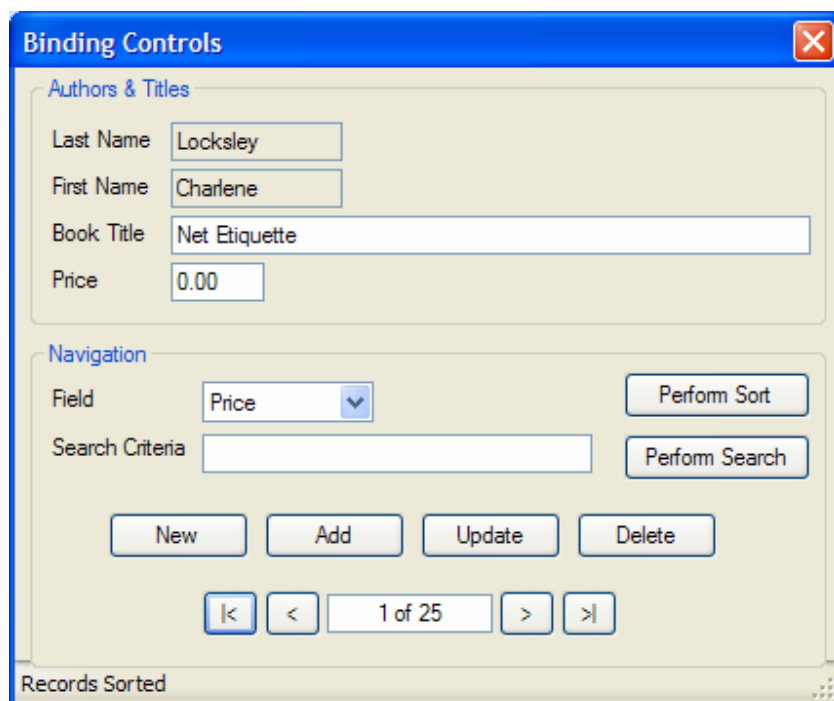 Binding Controls
Authors & Titles
Last Name Locksley
First Name Charlene
Book Title Net Etiquette
Price 0.00
Navigation
Field Price Perform Sort
Search Criteria Perform Search
New Add Update Delete
|< < 1 of 25 > >|
Records Sorted